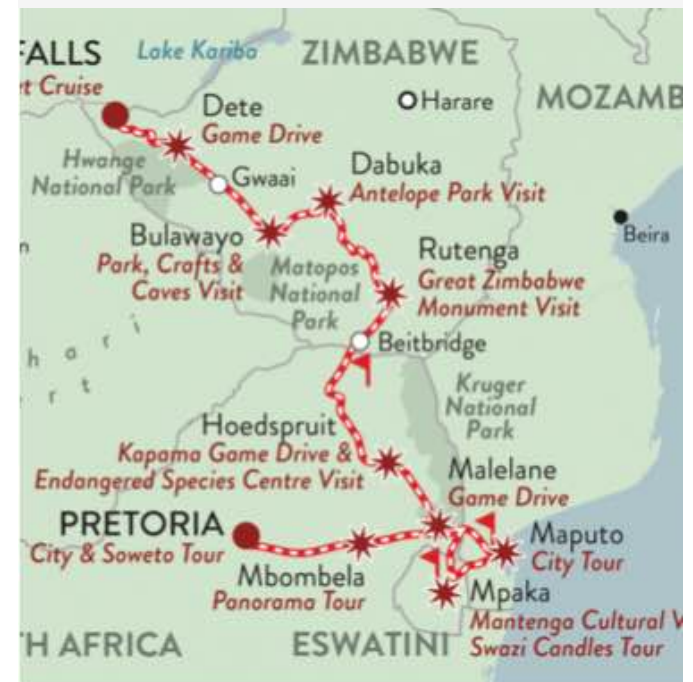 FALLS
t Cruise
Lake Kariba
ZIMBABWE
Harare
MOZAMB
Dete
Game Drive
Hwange
National Park
Gwaai
Dabuka
Antelope Park Visit
Beira
Bulawayo
Park, Crafts &
Caves Visit
Matopos
National
Park
Rutenga
Great Zimbabwe
Monument Visit
n
h a r i
r t
Beitbridge
Kruger
National
Park
Hoedspruit
Kapama Game Drive &
Endangered Species Centre Visit
Malelane
Game Drive
PRETORIA
City & Soweto Tour
Mbombela
Panorama Tour
Maputo
City Tour
Mpaka
Mantenga Cultural V
Swazi Candles Tour
TH AFRICA
ESWATINI